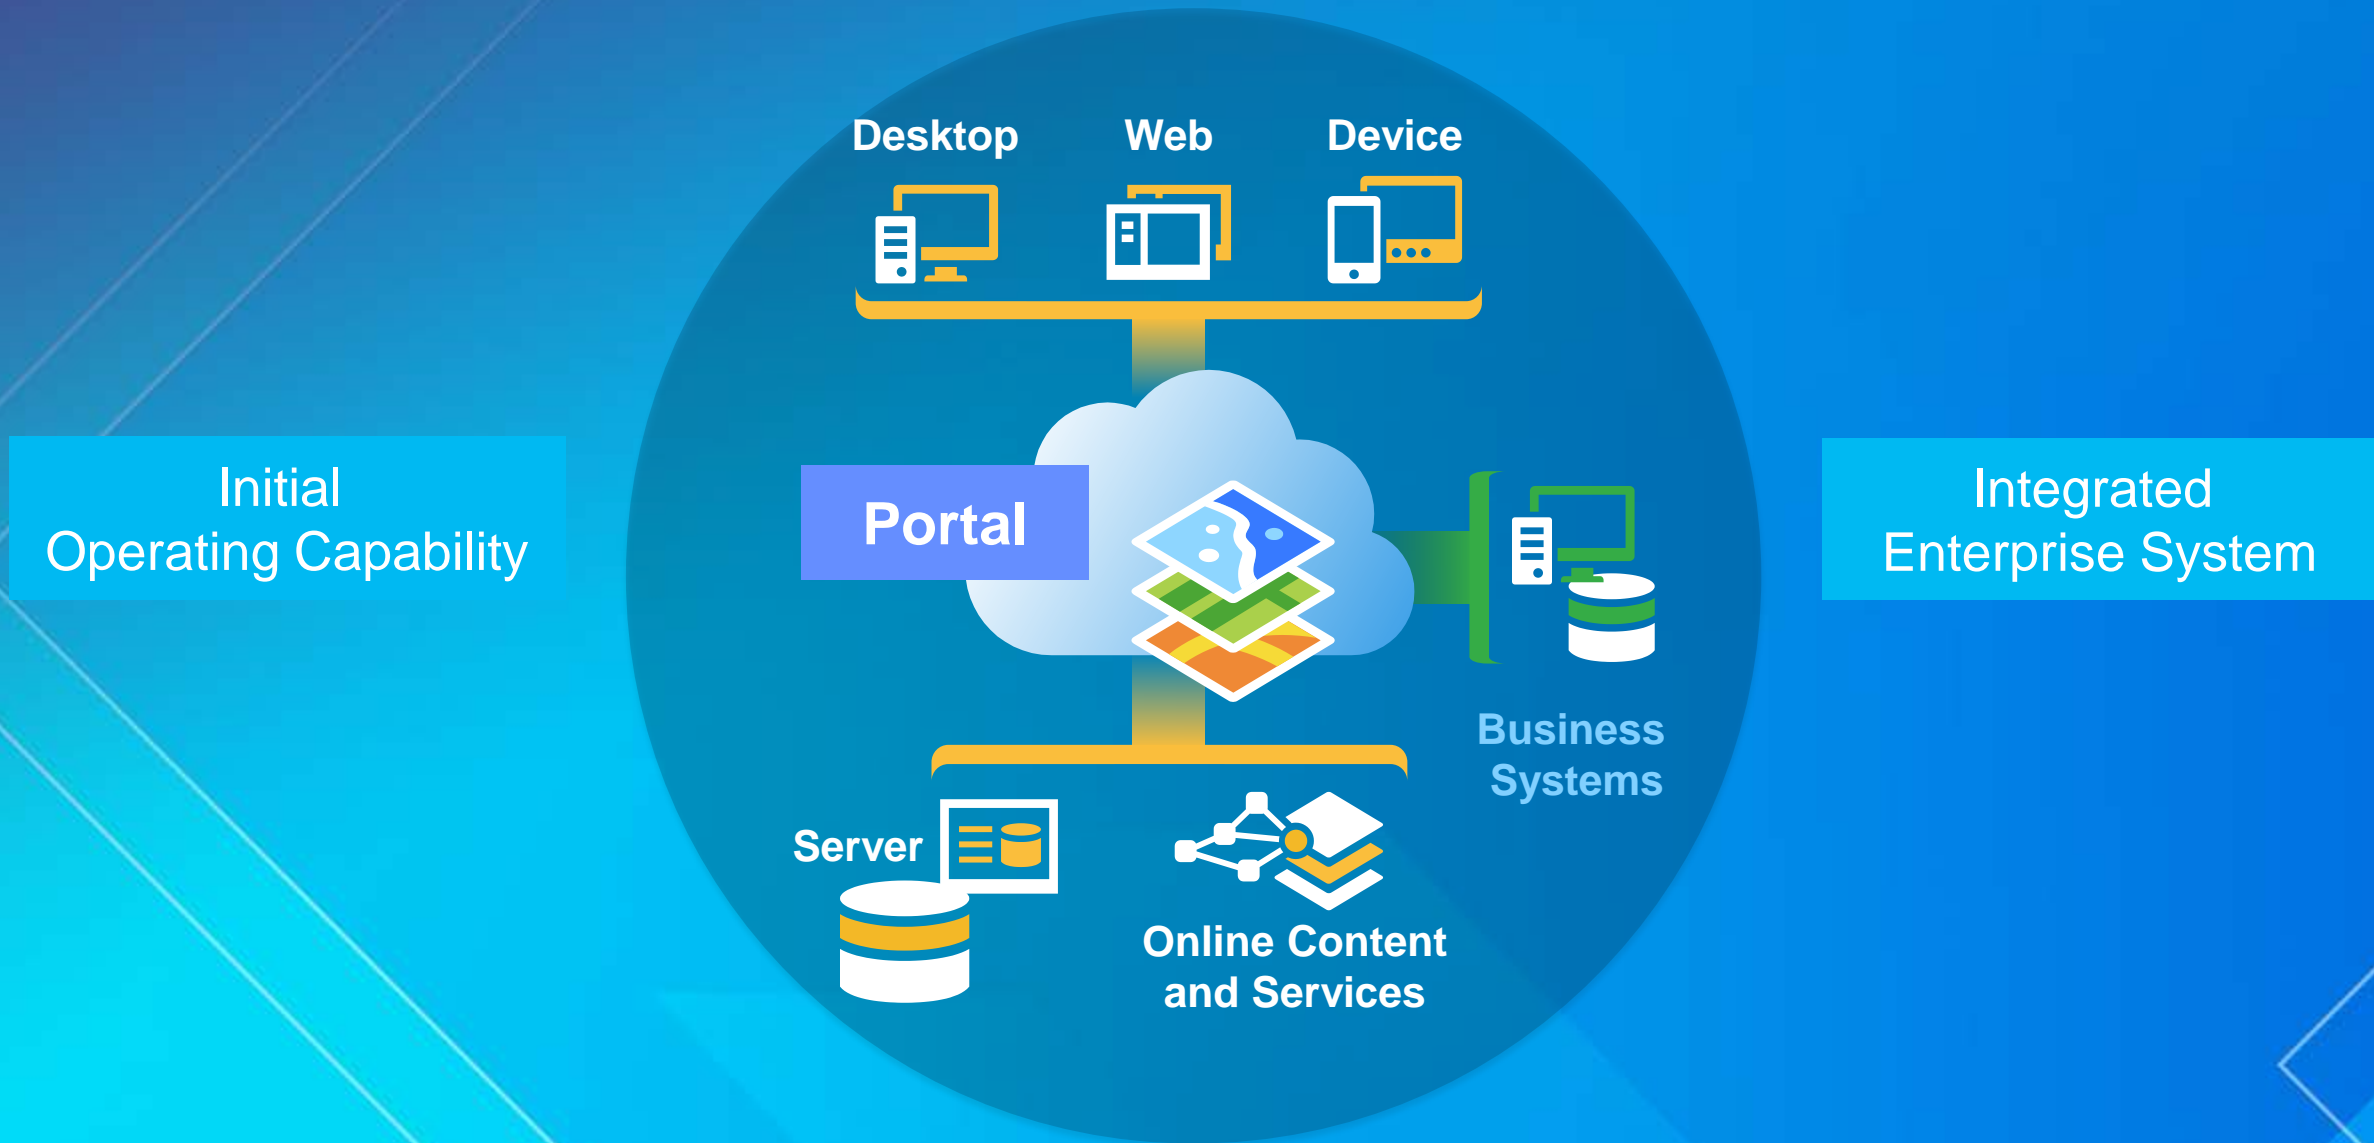 Desktop
Web
Device
Initial
Operating Capability
Portal
Integrated
Enterprise System
Business
Systems
Server
Online Content
and Services